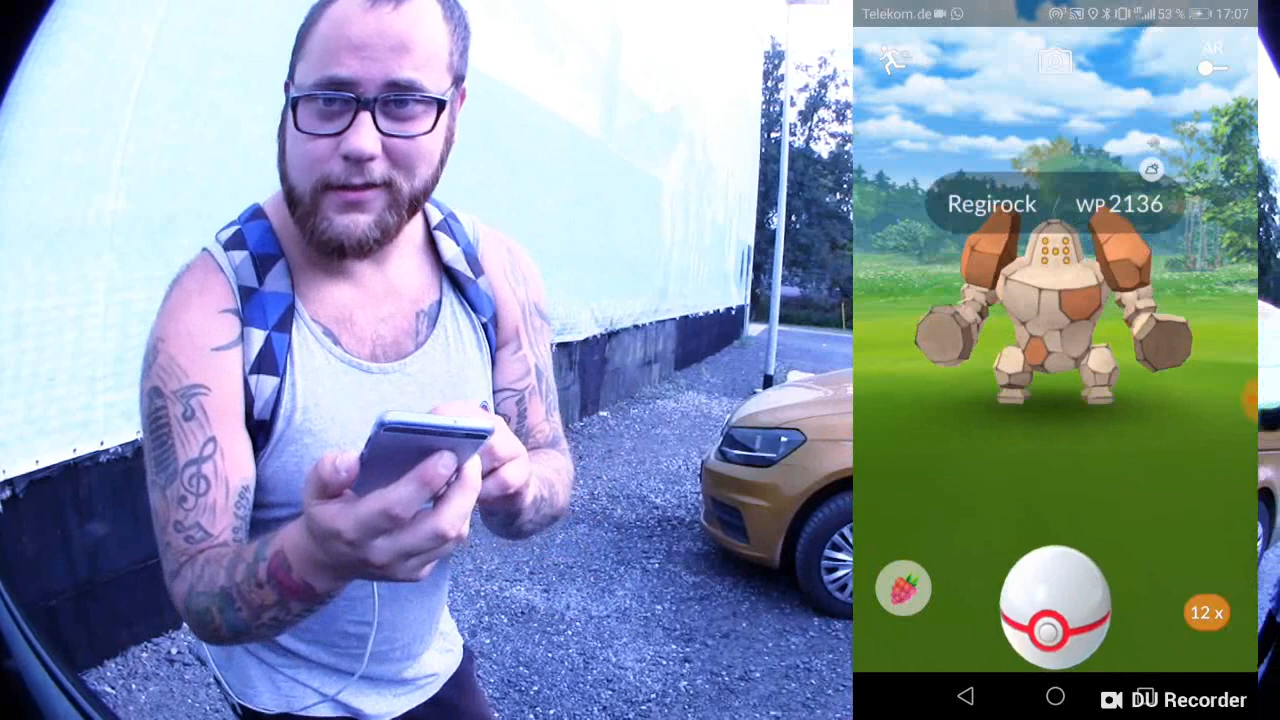 Telekom.de 53 % 17:07
AR
Regirock / WP 2136
12 x
DU Recorder